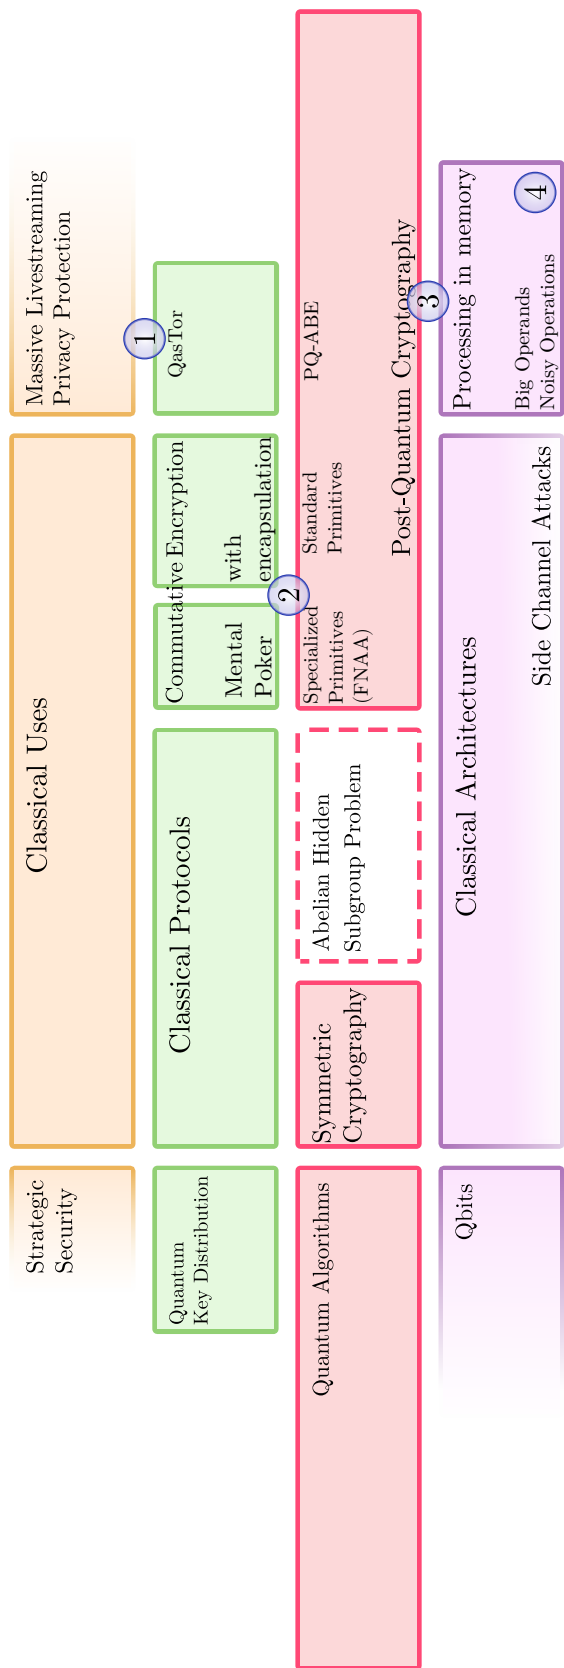 Strategic
Security
Classical Uses
Massive Livestreaming
Privacy Protection
1
Quantum
Key Distribution
Classical Protocols
Commutative Encryption
Mental
Poker
with
encapsulation
QasTor
2
Quantum Algorithms
Symmetric
Cryptography
Abelian Hidden
Subgroup Problem
Specialized
Primitives
(FNAA)
Standard
Primitives
PQ-ABE
Post-Quantum Cryptography
3
Qbits
Classical Architectures
Side Channel Attacks
Processing in memory
Big Operands
Noisy Operations
4